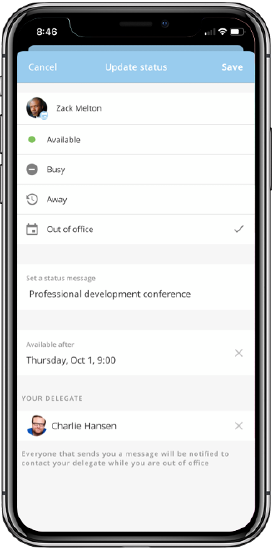 8:46
Cancel Update status Save
Zack Melton
Available
Busy
Away
Out of office
Set a status message
Professional development conference
Available after
Thursday, Oct 1, 9:00
YOUR DELEGATE
Charlie Hansen
Everyone that sends you a message will be notified to
contact your delegate while you are out of office